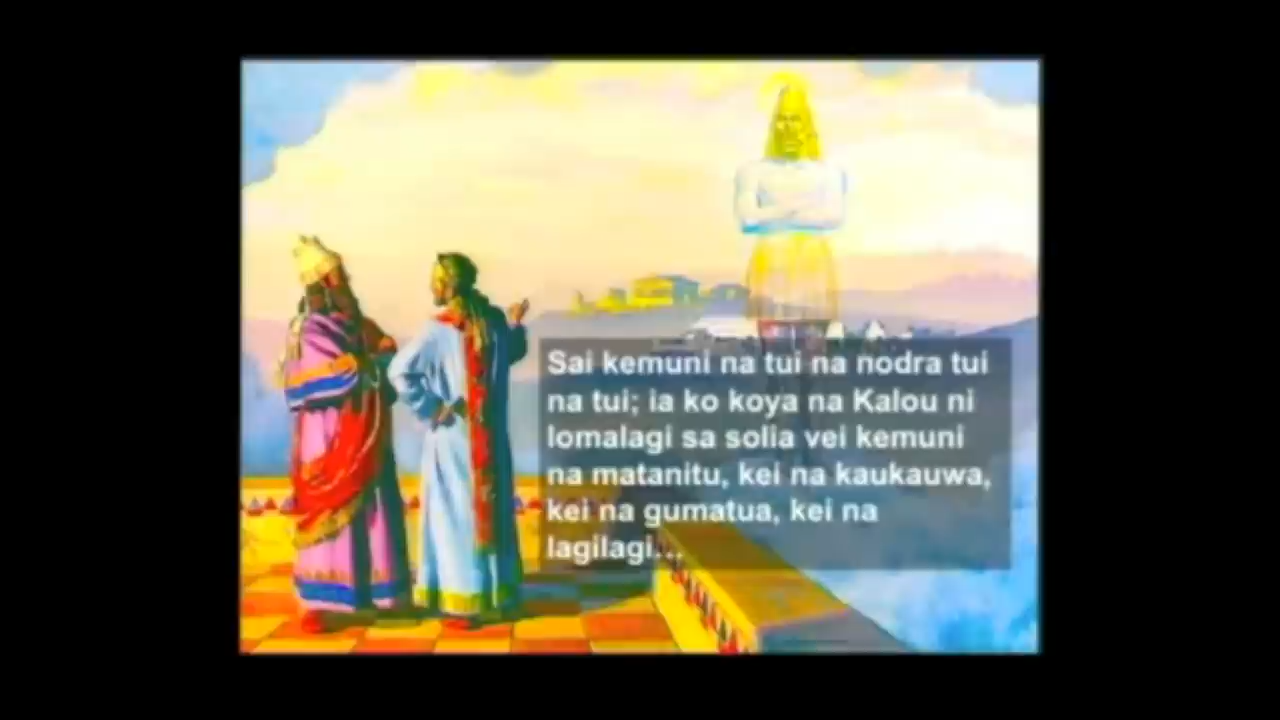 Sai kemuni na tui na nodra tui
na tui; ia ko koya na Kalou ni
lomalagi sa solia vei kemuni
na matanitu, kei na kaukauwa,
kei na gumatua, kei na
lagilagi...